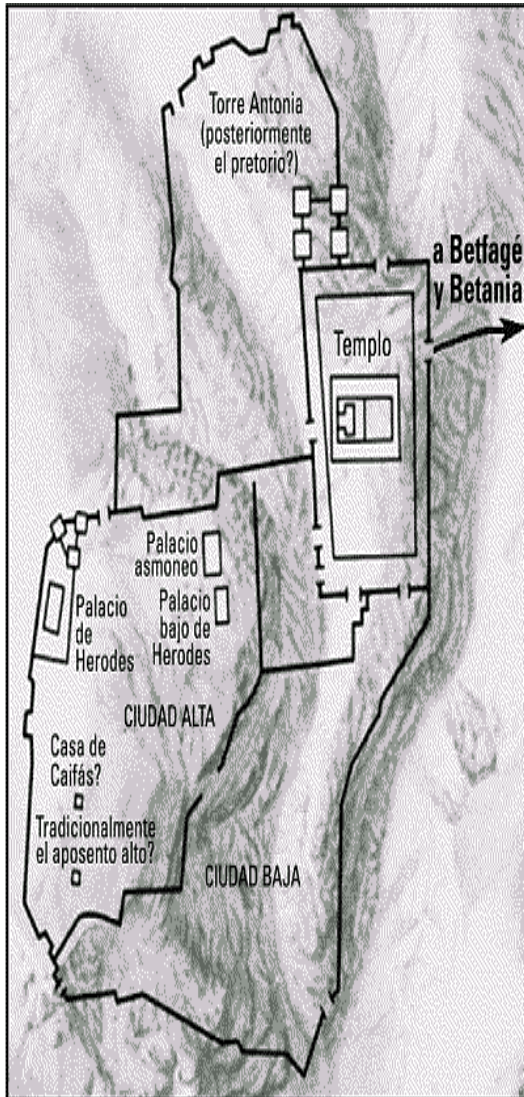 Torre Antonia
(posteriormente
el pretorio?)
a Betfagé
y Betania
Templo
Palacio
asmoneo
Palacio
bajo de
Herodes
Palacio
de
Herodes
CIUDAD ALTA
Casa de
Caifás?
Tradicionalmente
el aposento alto?
CIUDAD BAJA